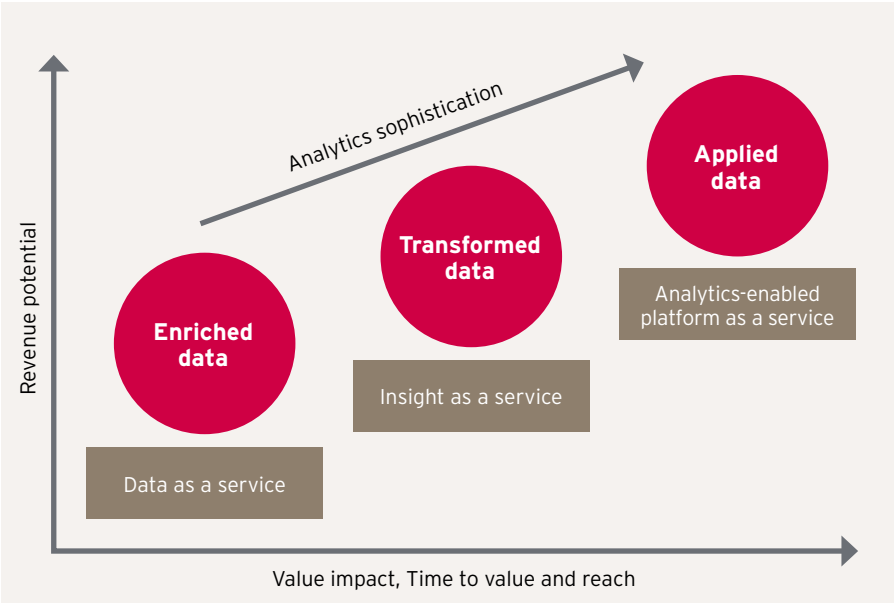 Analytics sophistication
Applied
data
Transformed
data
Analytics-enabled
platform as a service
Enriched
data
Insight as a service
Data as a service
Revenue potential
Value impact, Time to value and reach